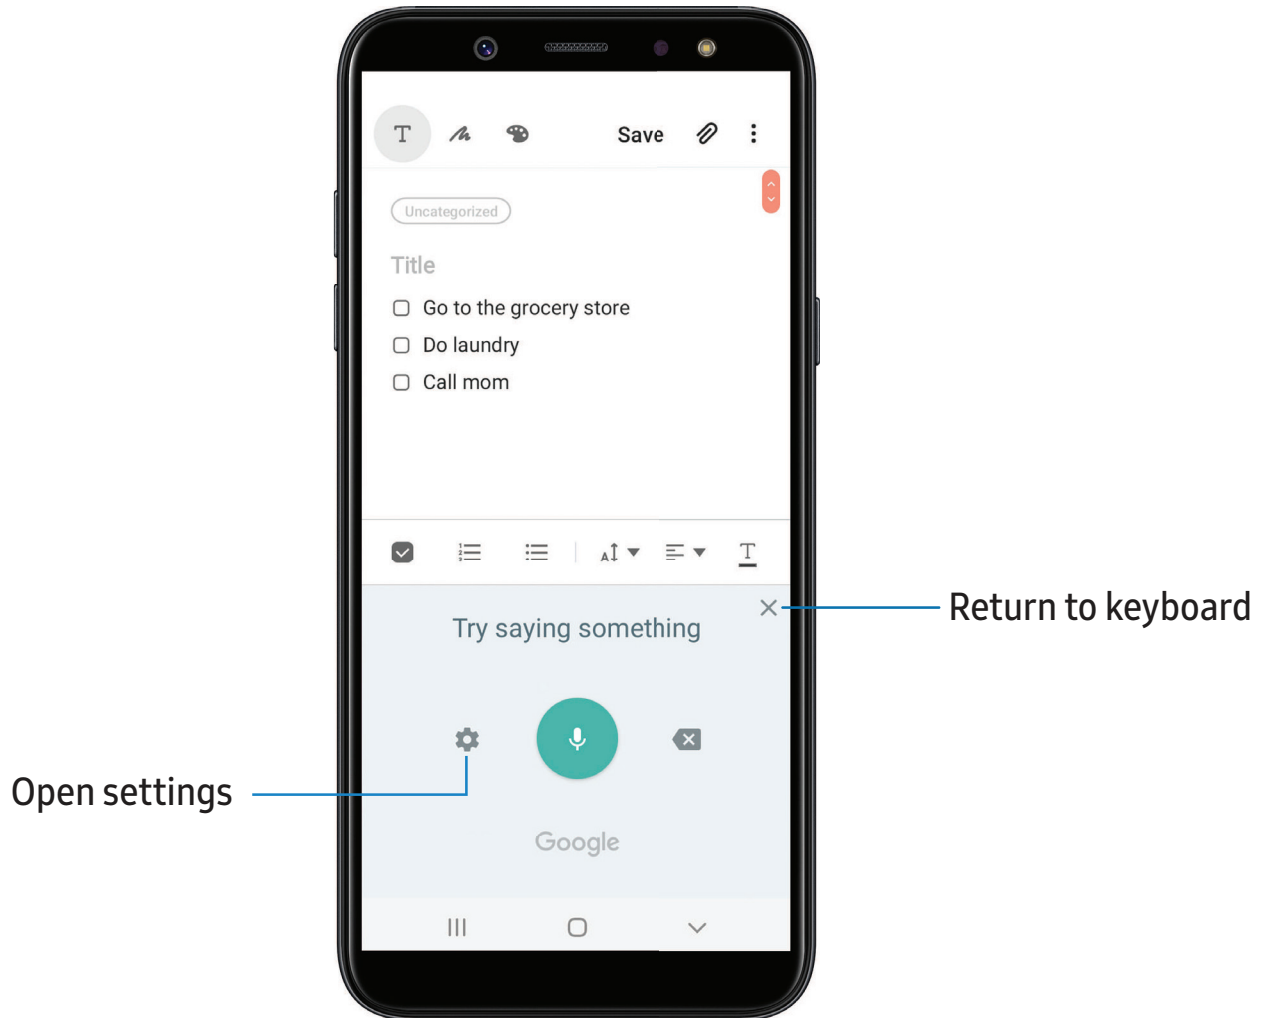 T Save
Uncategorized
Title
Go to the grocery store
Do laundry
Call mom
Try saying something
Return to keyboard
Open settings
Google